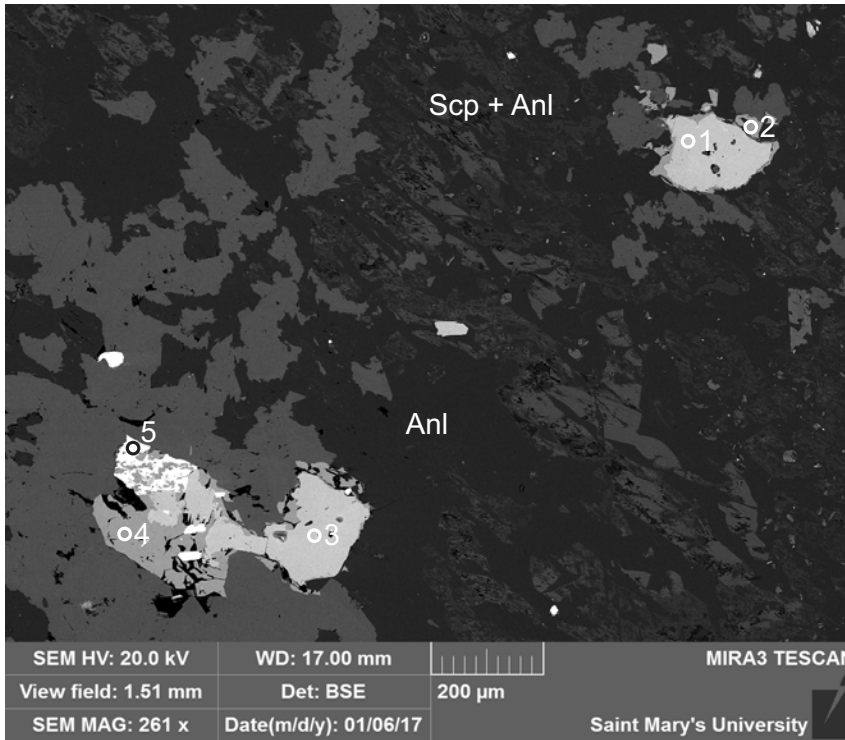 Scp + Anl
1
2
Anl
5
4
3
SEM HV: 20.0 kV
WD: 17.00 mm
MIRA3 TESCAN
View field: 1.51 mm
Det: BSE
200 µm
SEM MAG: 261 x
Date(m/d/y): 01/06/17
Saint Mary's University